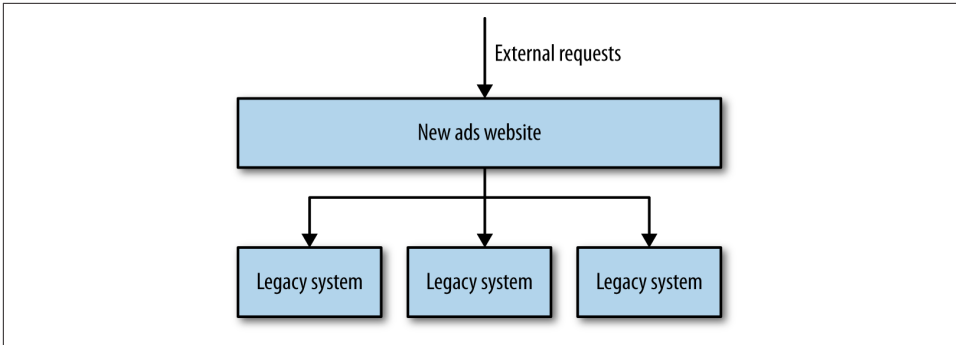 External requests
New ads website
Legacy system
Legacy system
Legacy system